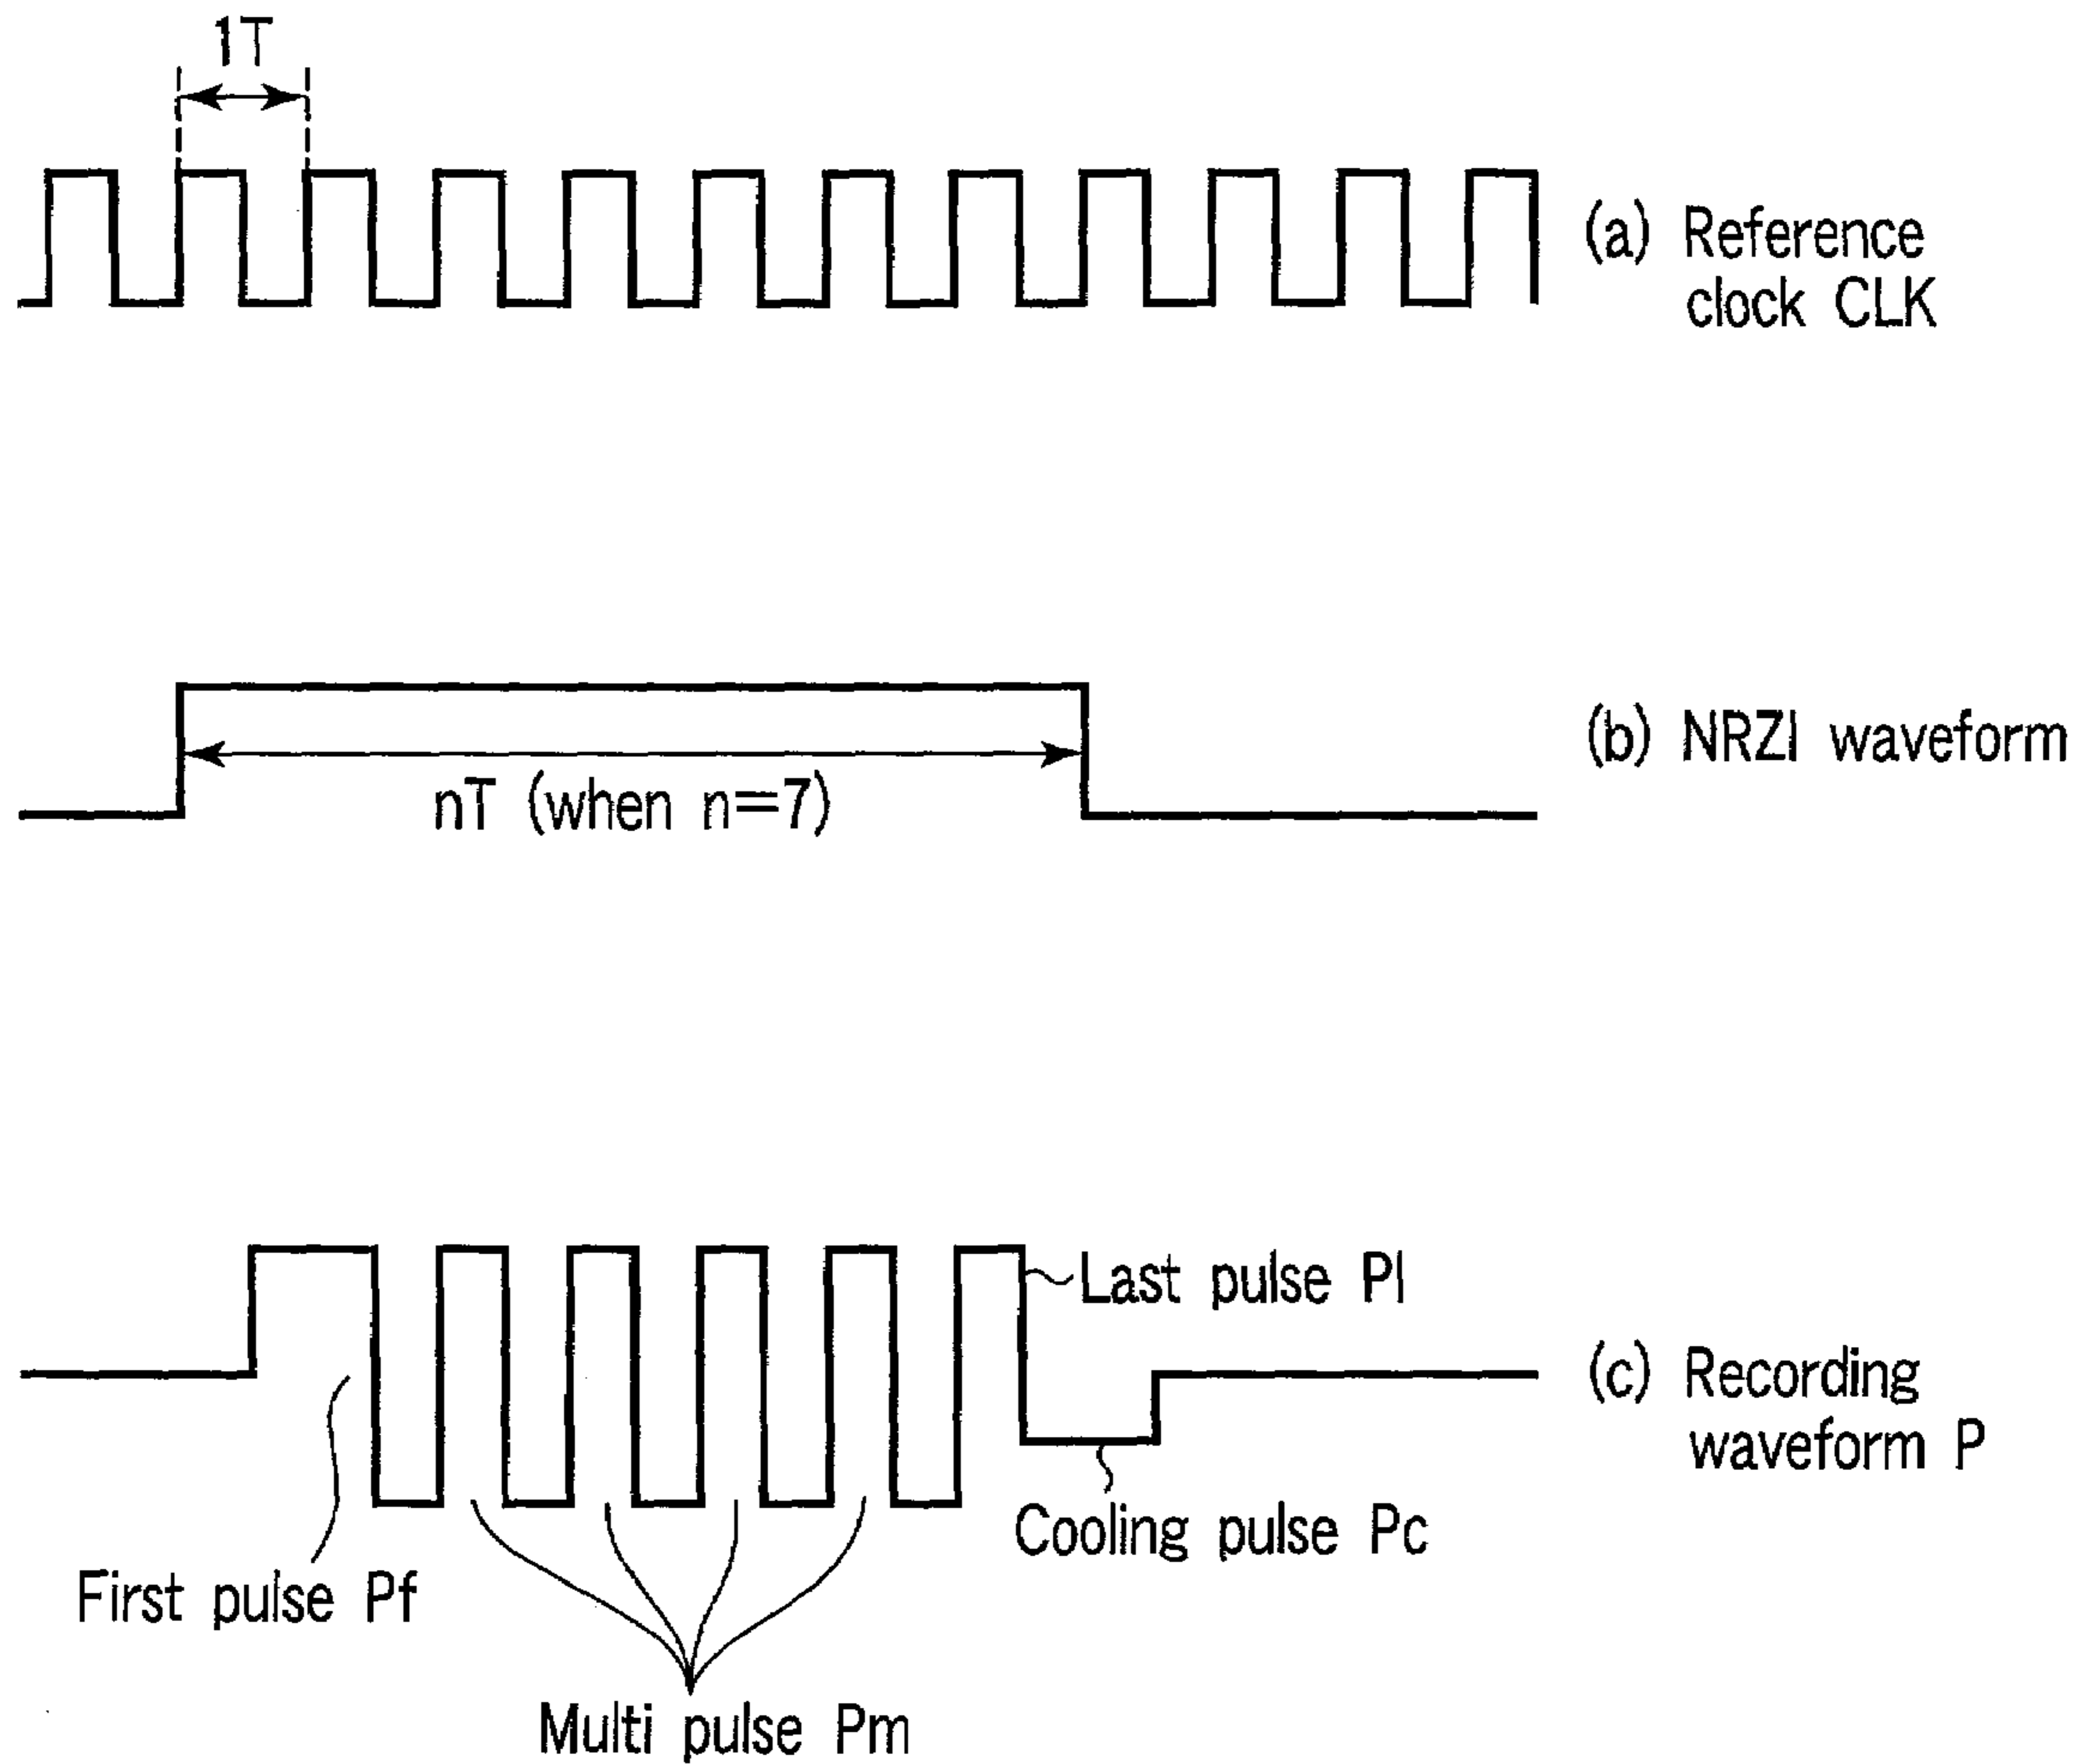 1T
(a) Reference
clock CLK
(b) NRZI waveform
nT (when n=7)
Last pulse Pl
(c) Recording
waveform P
Cooling pulse Pc
First pulse Pf
Multi pulse Pm